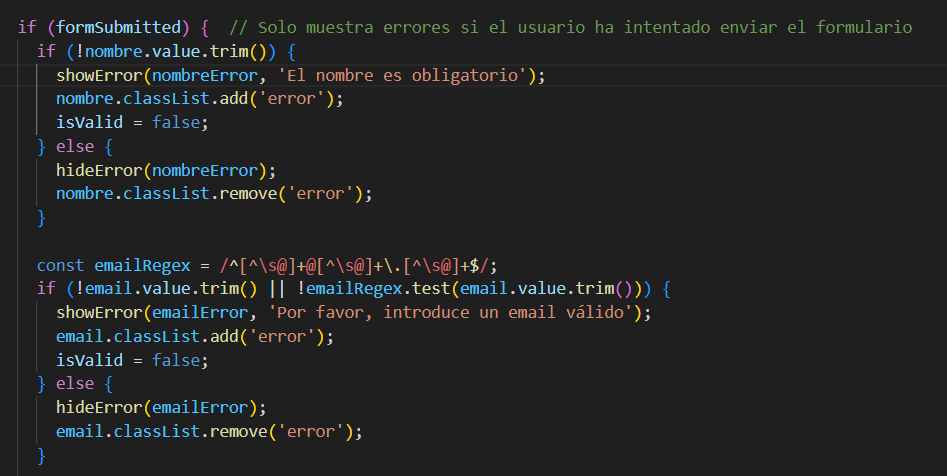 if (formSubmitted) {  // Solo muestra errores si el usuario ha intentado enviar el formulario
  if (!nombre.value.trim()) {
    showError(nombreError, 'El nombre es obligatorio');
    nombre.classList.add('error');
    isValid = false;
  } else {
    hideError(nombreError);
    nombre.classList.remove('error');
  }

  const emailRegex = /^[^\s@]+@[^\s@]+\.[^\s@]+$/;
  if (!email.value.trim() || !emailRegex.test(email.value.trim())) {
    showError(emailError, 'Por favor, introduce un email válido');
    email.classList.add('error');
    isValid = false;
  } else {
    hideError(emailError);
    email.classList.remove('error');
  }